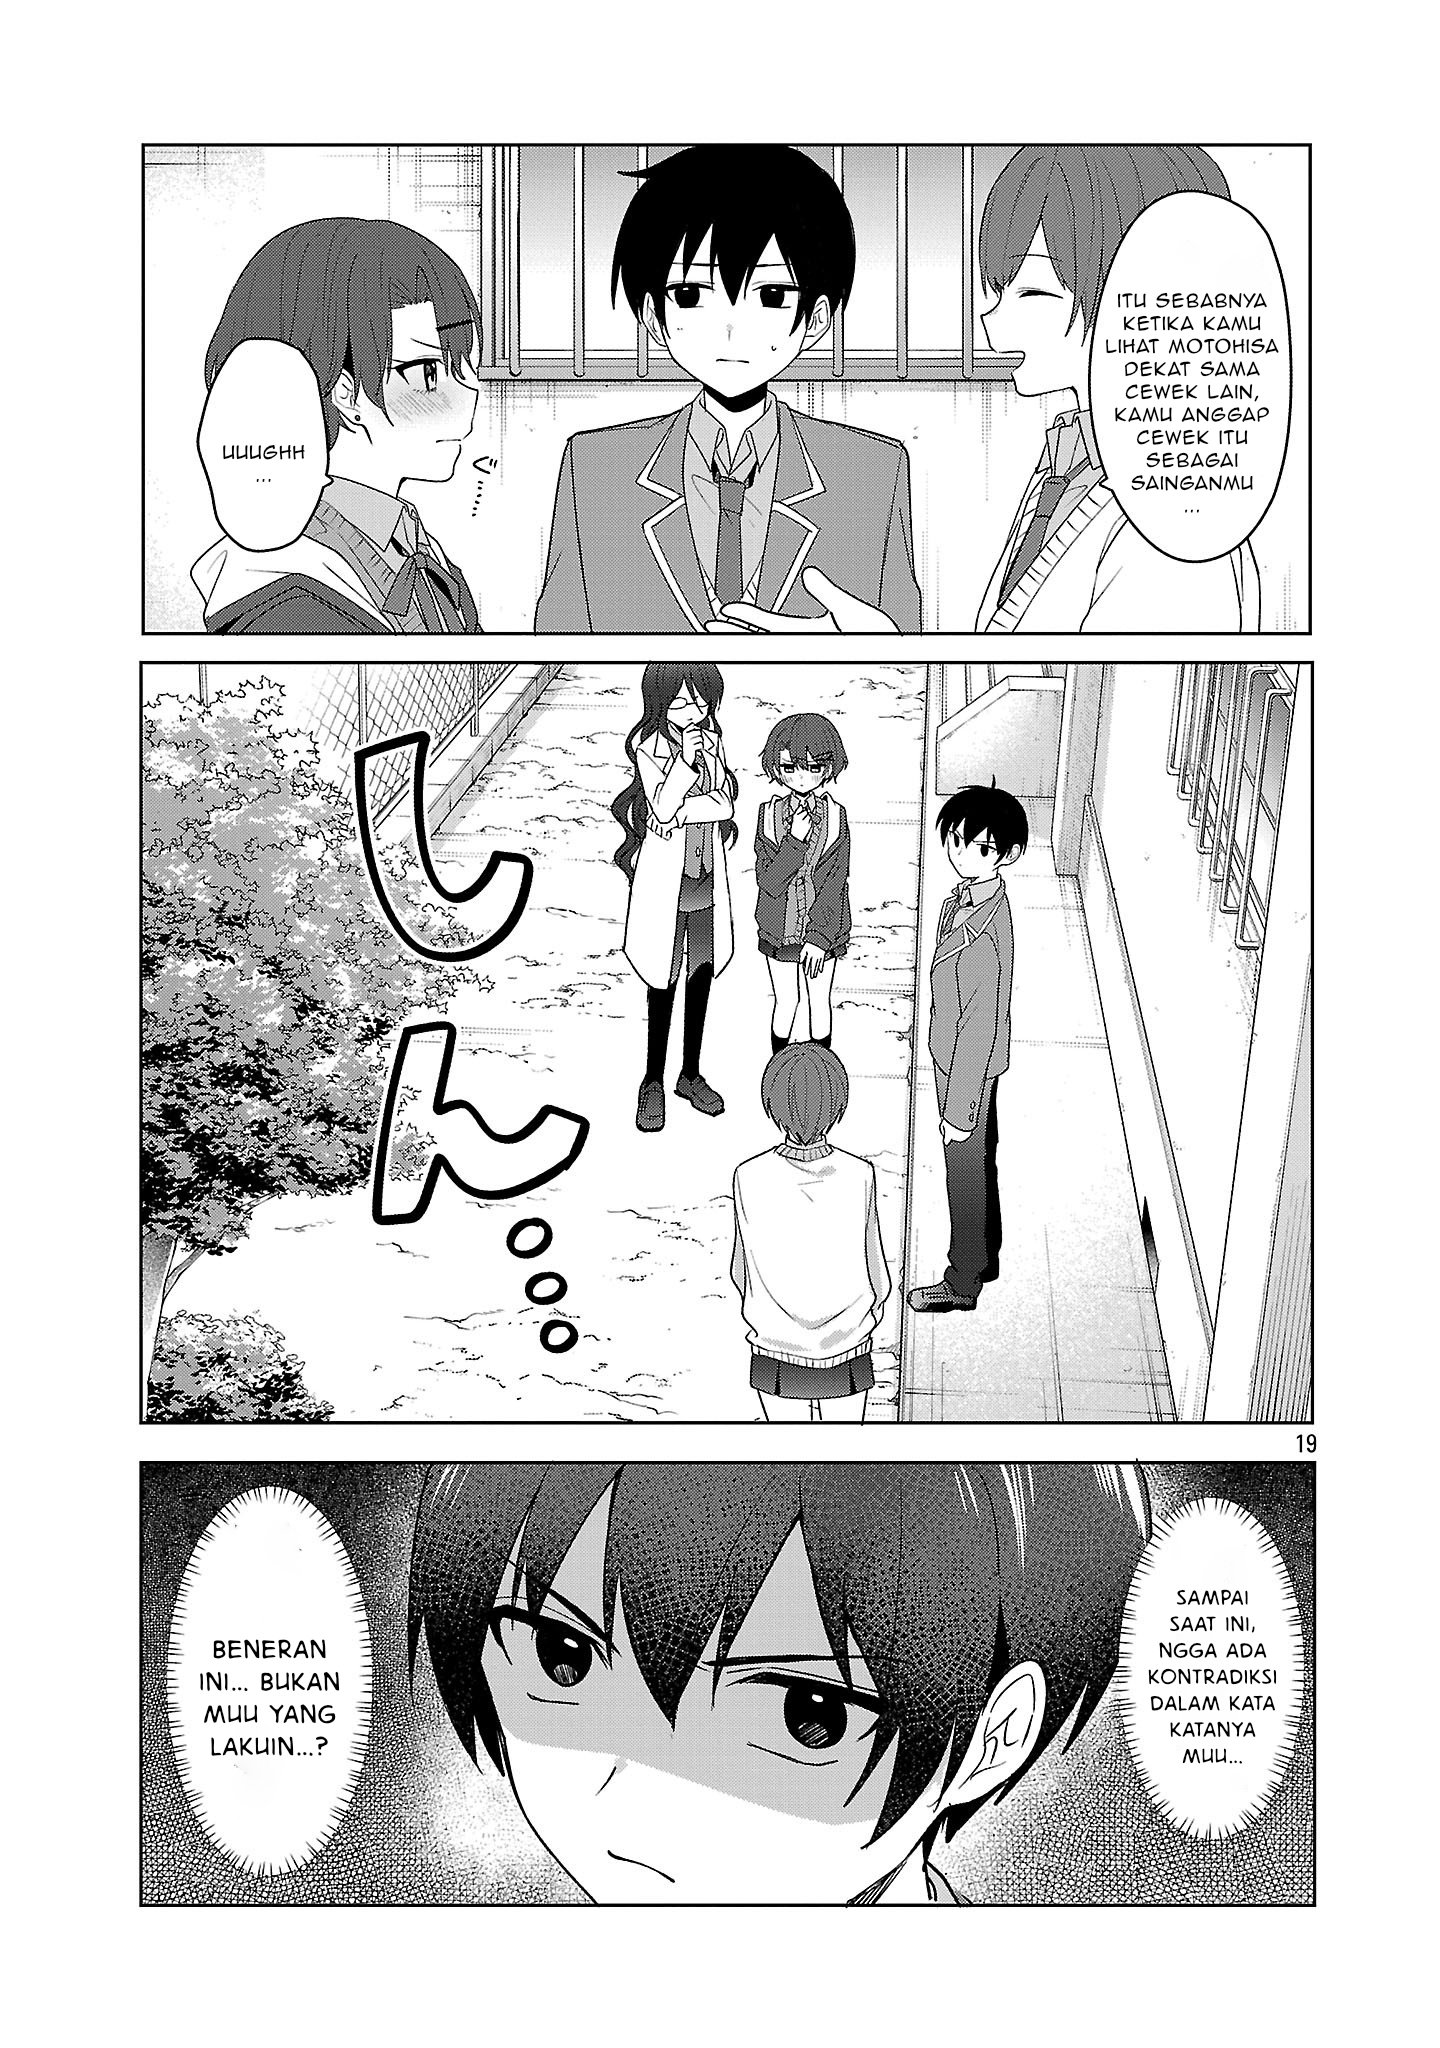 ITU SEBABNYA
KETIKA KAMU
LIHAT MOTOHISA
DEKAT SAMA
CEWEK LAIN,
KAMU ANGGAP
CEWEK ITU
SEBAGAI
SAINGANMU
...
UUUGHH
...
ぐ
しん...
19
SAMPAI
SAAT INI,
NGGA ADA
KONTRADIKSI
DALAM KATA
KATANYA
MUU...
BENERAN
INI... BUKAN
MUU YANG
LAKUIN...?